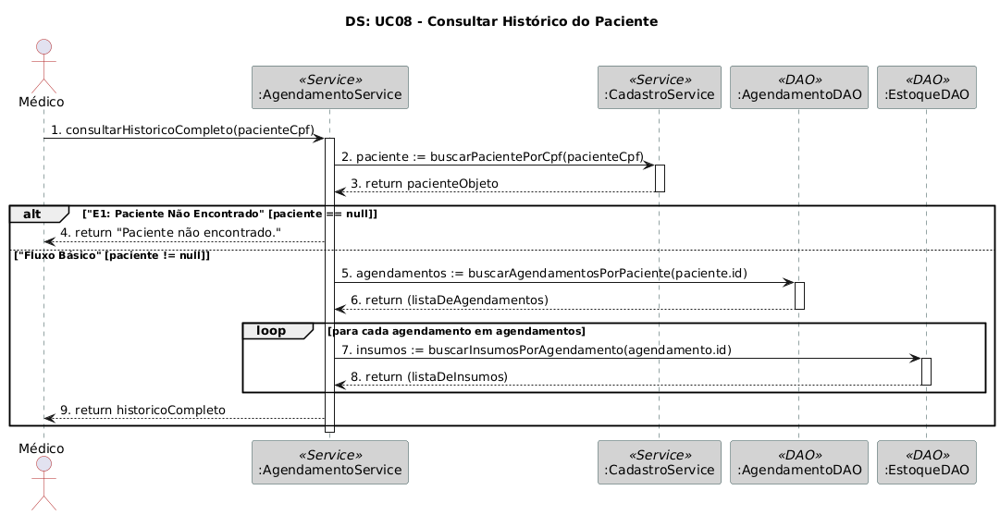 DS: UC08 - Consultar Histórico do Paciente
Médico
«Service»
:AgendamentoService
«Service»
:CadastroService
«DAO»
:AgendamentoDAO
«DAO»
:EstoqueDAO
1. consultarHistoricoCompleto(pacienteCpf)
2. paciente := buscarPacientePorCpf(pacienteCpf)
3. return pacienteObjeto
alt ["E1: Paciente Não Encontrado" [paciente == null]]
4. return "Paciente não encontrado."
["Fluxo Básico" [paciente != null]]
5. agendamentos := buscarAgendamentosPorPaciente(paciente.id)
6. return (listaDeAgendamentos)
loop [para cada agendamento em agendamentos]
7. insumos := buscarInsumosPorAgendamento(agendamento.id)
8. return (listaDeInsumos)
9. return historicoCompleto
Médico
«Service»
:AgendamentoService
«Service»
:CadastroService
«DAO»
:AgendamentoDAO
«DAO»
:EstoqueDAO